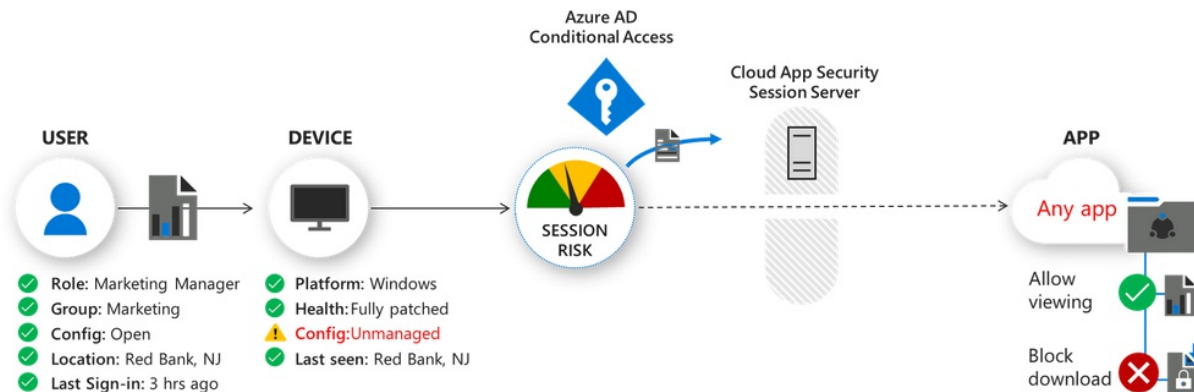 Azure AD
Conditional Access
Cloud App Security
Session Server
USER
DEVICE
APP
SESSION
RISK
Any app
Role: Marketing Manager
Group: Marketing
Config: Open
Location: Red Bank, NJ
Last Sign-in: 3 hrs ago
Platform: Windows
Health:Fully patched
Config:Unmanaged
Last seen: Red Bank, NJ
Allow
viewing
Block
download